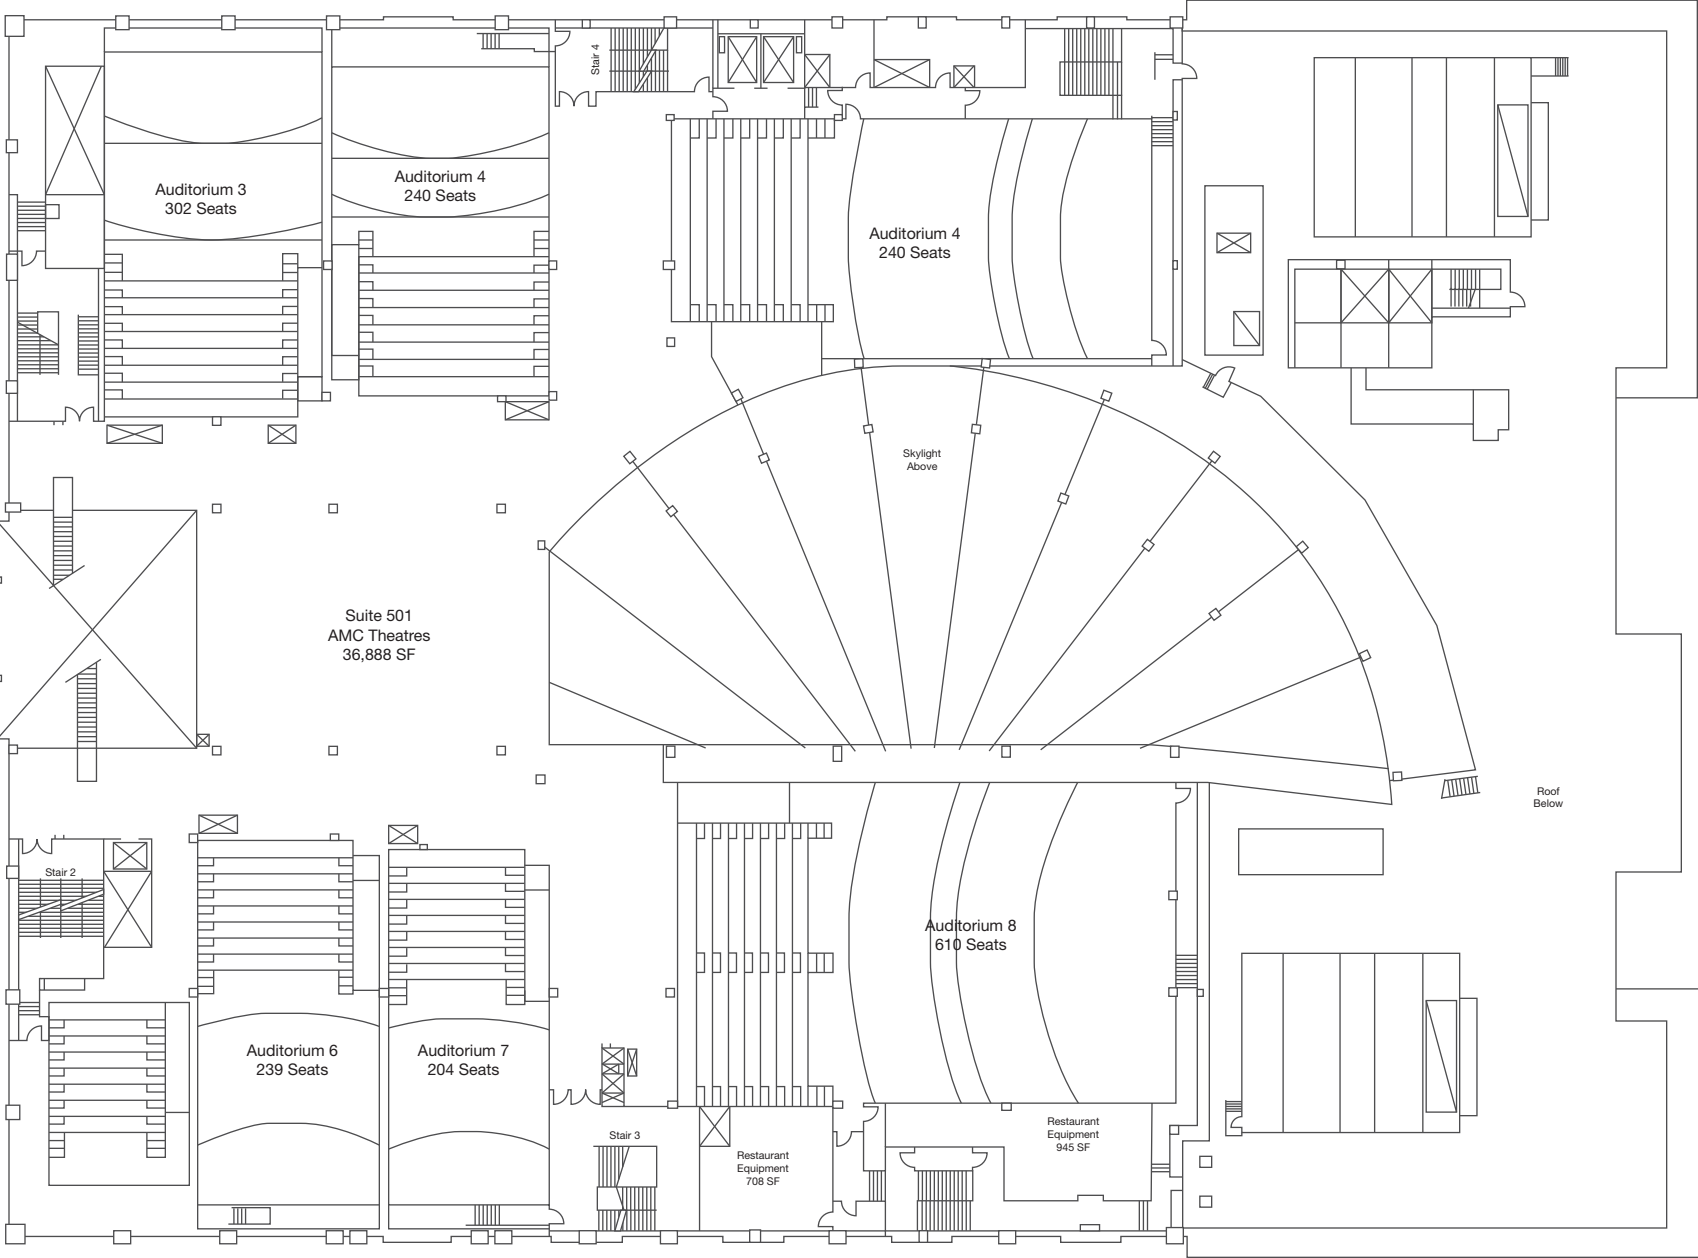 Stair 4
Auditorium 3
302 Seats
Auditorium 4
240 Seats
Auditorium 4
240 Seats
Skylight
Above
Suite 501
AMC Theatres
36,888 SF
Roof
Below
Stair 2
Auditorium 8
610 Seats
Auditorium 6
239 Seats
Auditorium 7
204 Seats
Stair 3
Restaurant
Equipment
708 SF
Restaurant
Equipment
945 SF